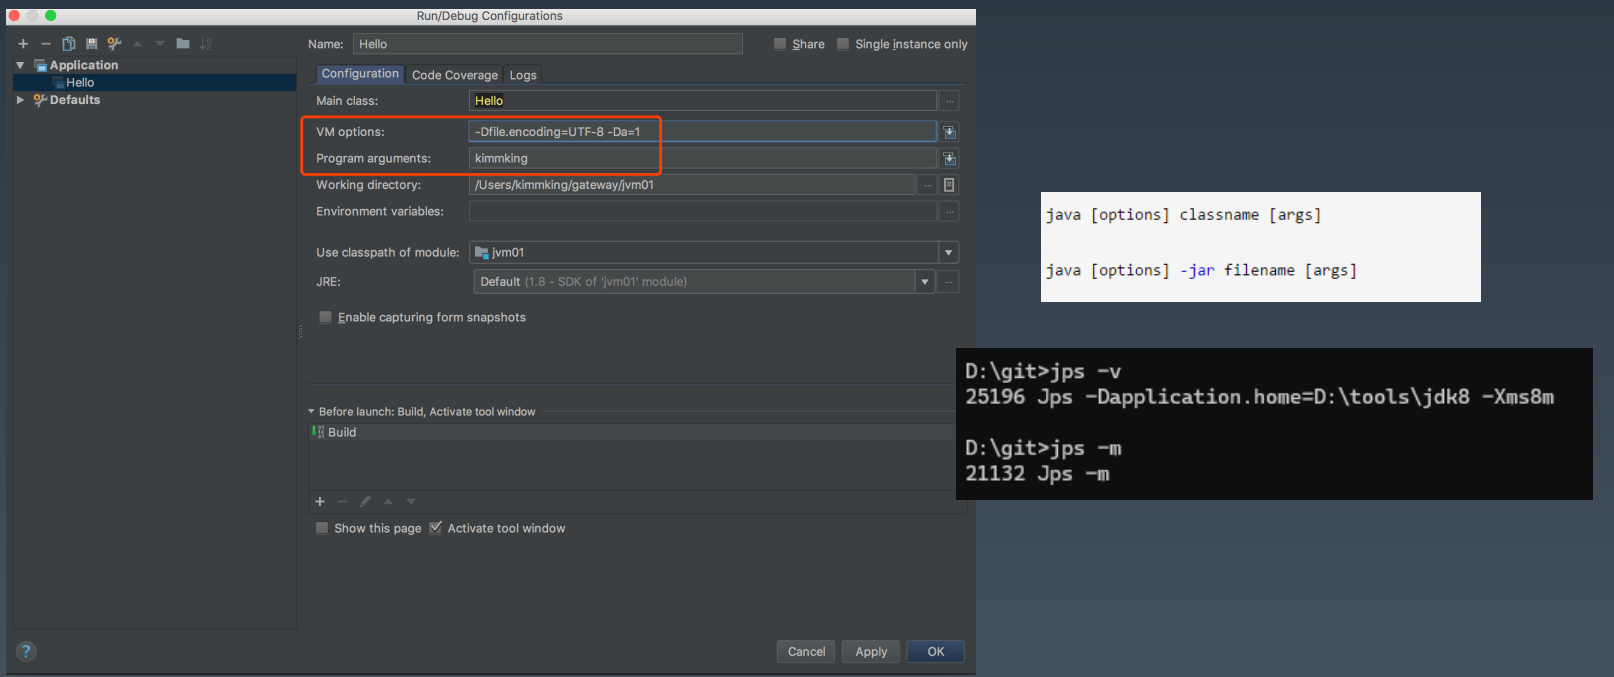 Run/Debug Configurations
Name: Hello
Share Single instance only
Application
Hello
Defaults
Configuration Code Coverage Logs
Main class: Hello ...
VM options: -Dfile.encoding=UTF-8 -Da=1
Program arguments: kimmking
Working directory: /Users/kimmking/gateway/jvm01 ...
Environment variables: ...
Use classpath of module: jvm01
JRE: Default (1.8 - SDK of 'jvm01' module) ...
Enable capturing form snapshots
Before launch: Build, Activate tool window
Build
Show this page Activate tool window
? Cancel Apply OK
java [options] classname [args]
java [options] -jar filename [args]
D:\git>jps -v
25196 Jps -Dapplication.home=D:\tools\jdk8 -Xms8m
D:\git>jps -m
21132 Jps -m